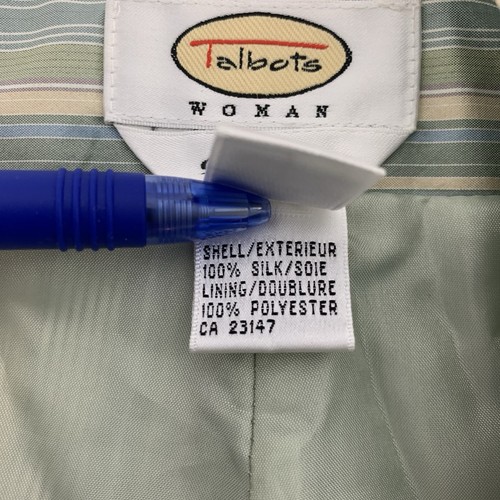 Talbots
WOMAN
SHELL/EXTERIEUR
100% SILK/SOIE
LINING/DOUBLURE
100% POLYESTER
CA 23147